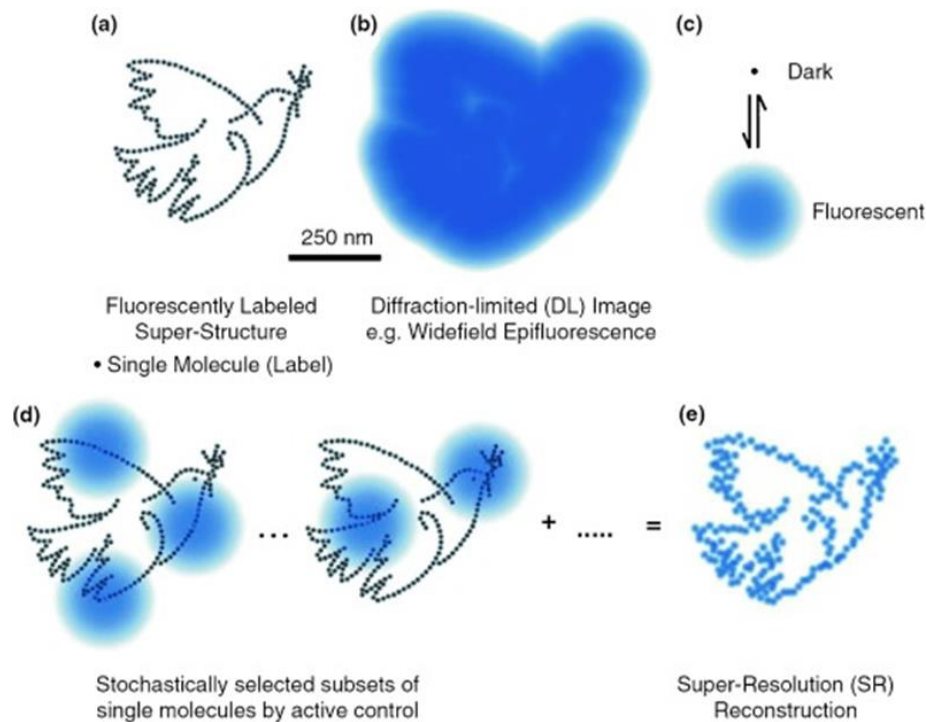 (a)
(b)
(c)
Dark
Fluorescent
250 nm
Fluorescently Labeled
Super-Structure
• Single Molecule (Label)
Diffraction-limited (DL) Image
e.g. Widefield Epifluorescence
(d)
(e)
... + ..... =
Stochastically selected subsets of
single molecules by active control
Super-Resolution (SR)
Reconstruction